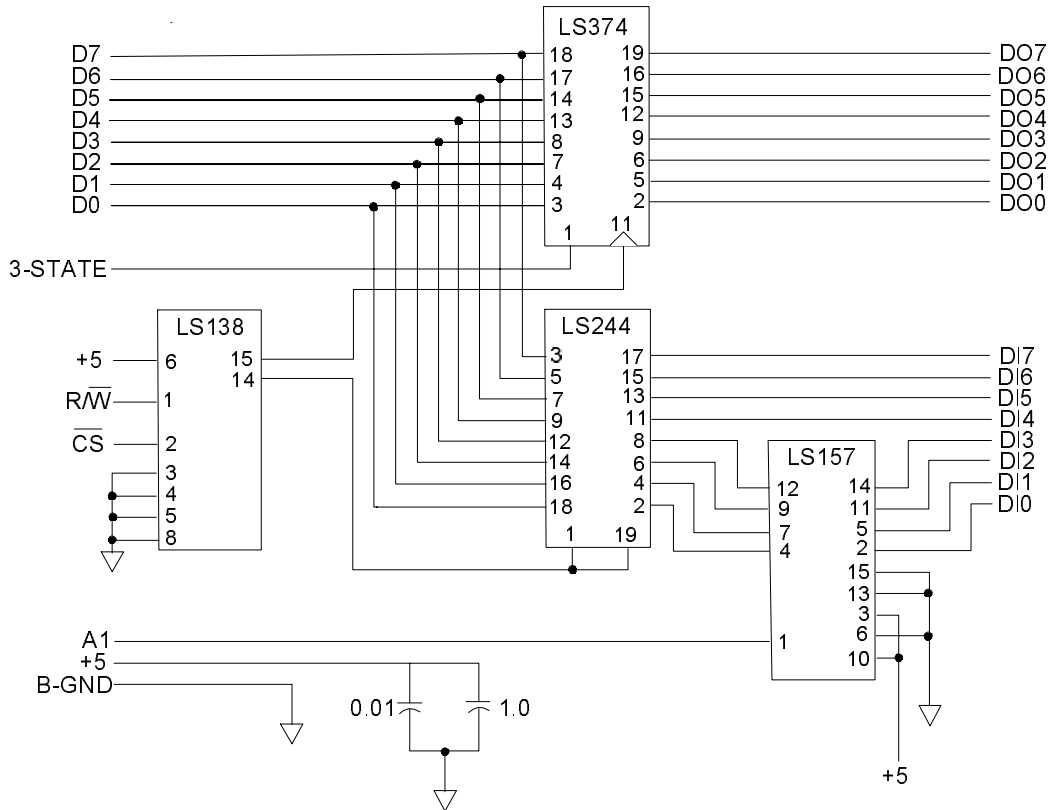 LS374
D7 18 19 DO7
D6 17 16 DO6
D5 14 15 DO5
D4 13 12 DO4
D3 8 9 DO3
D2 7 6 DO2
D1 4 5 DO1
D0 3 2 DO0
1 11
3-STATE
LS138
+5 6 15
14
R/W̅ 1
C̅S̅ 2
3
4
5
8
LS244
3 17 DI7
5 15 DI6
7 13 DI5
9 11 DI4
12 8
14 6
16 4
18 2
1 19
LS157
DI3
DI2
DI1
DI0
12 14
9 11
7 5
4 2
15
13
3
6
10
A1 1
+5
B-GND
0.01 1.0
+5